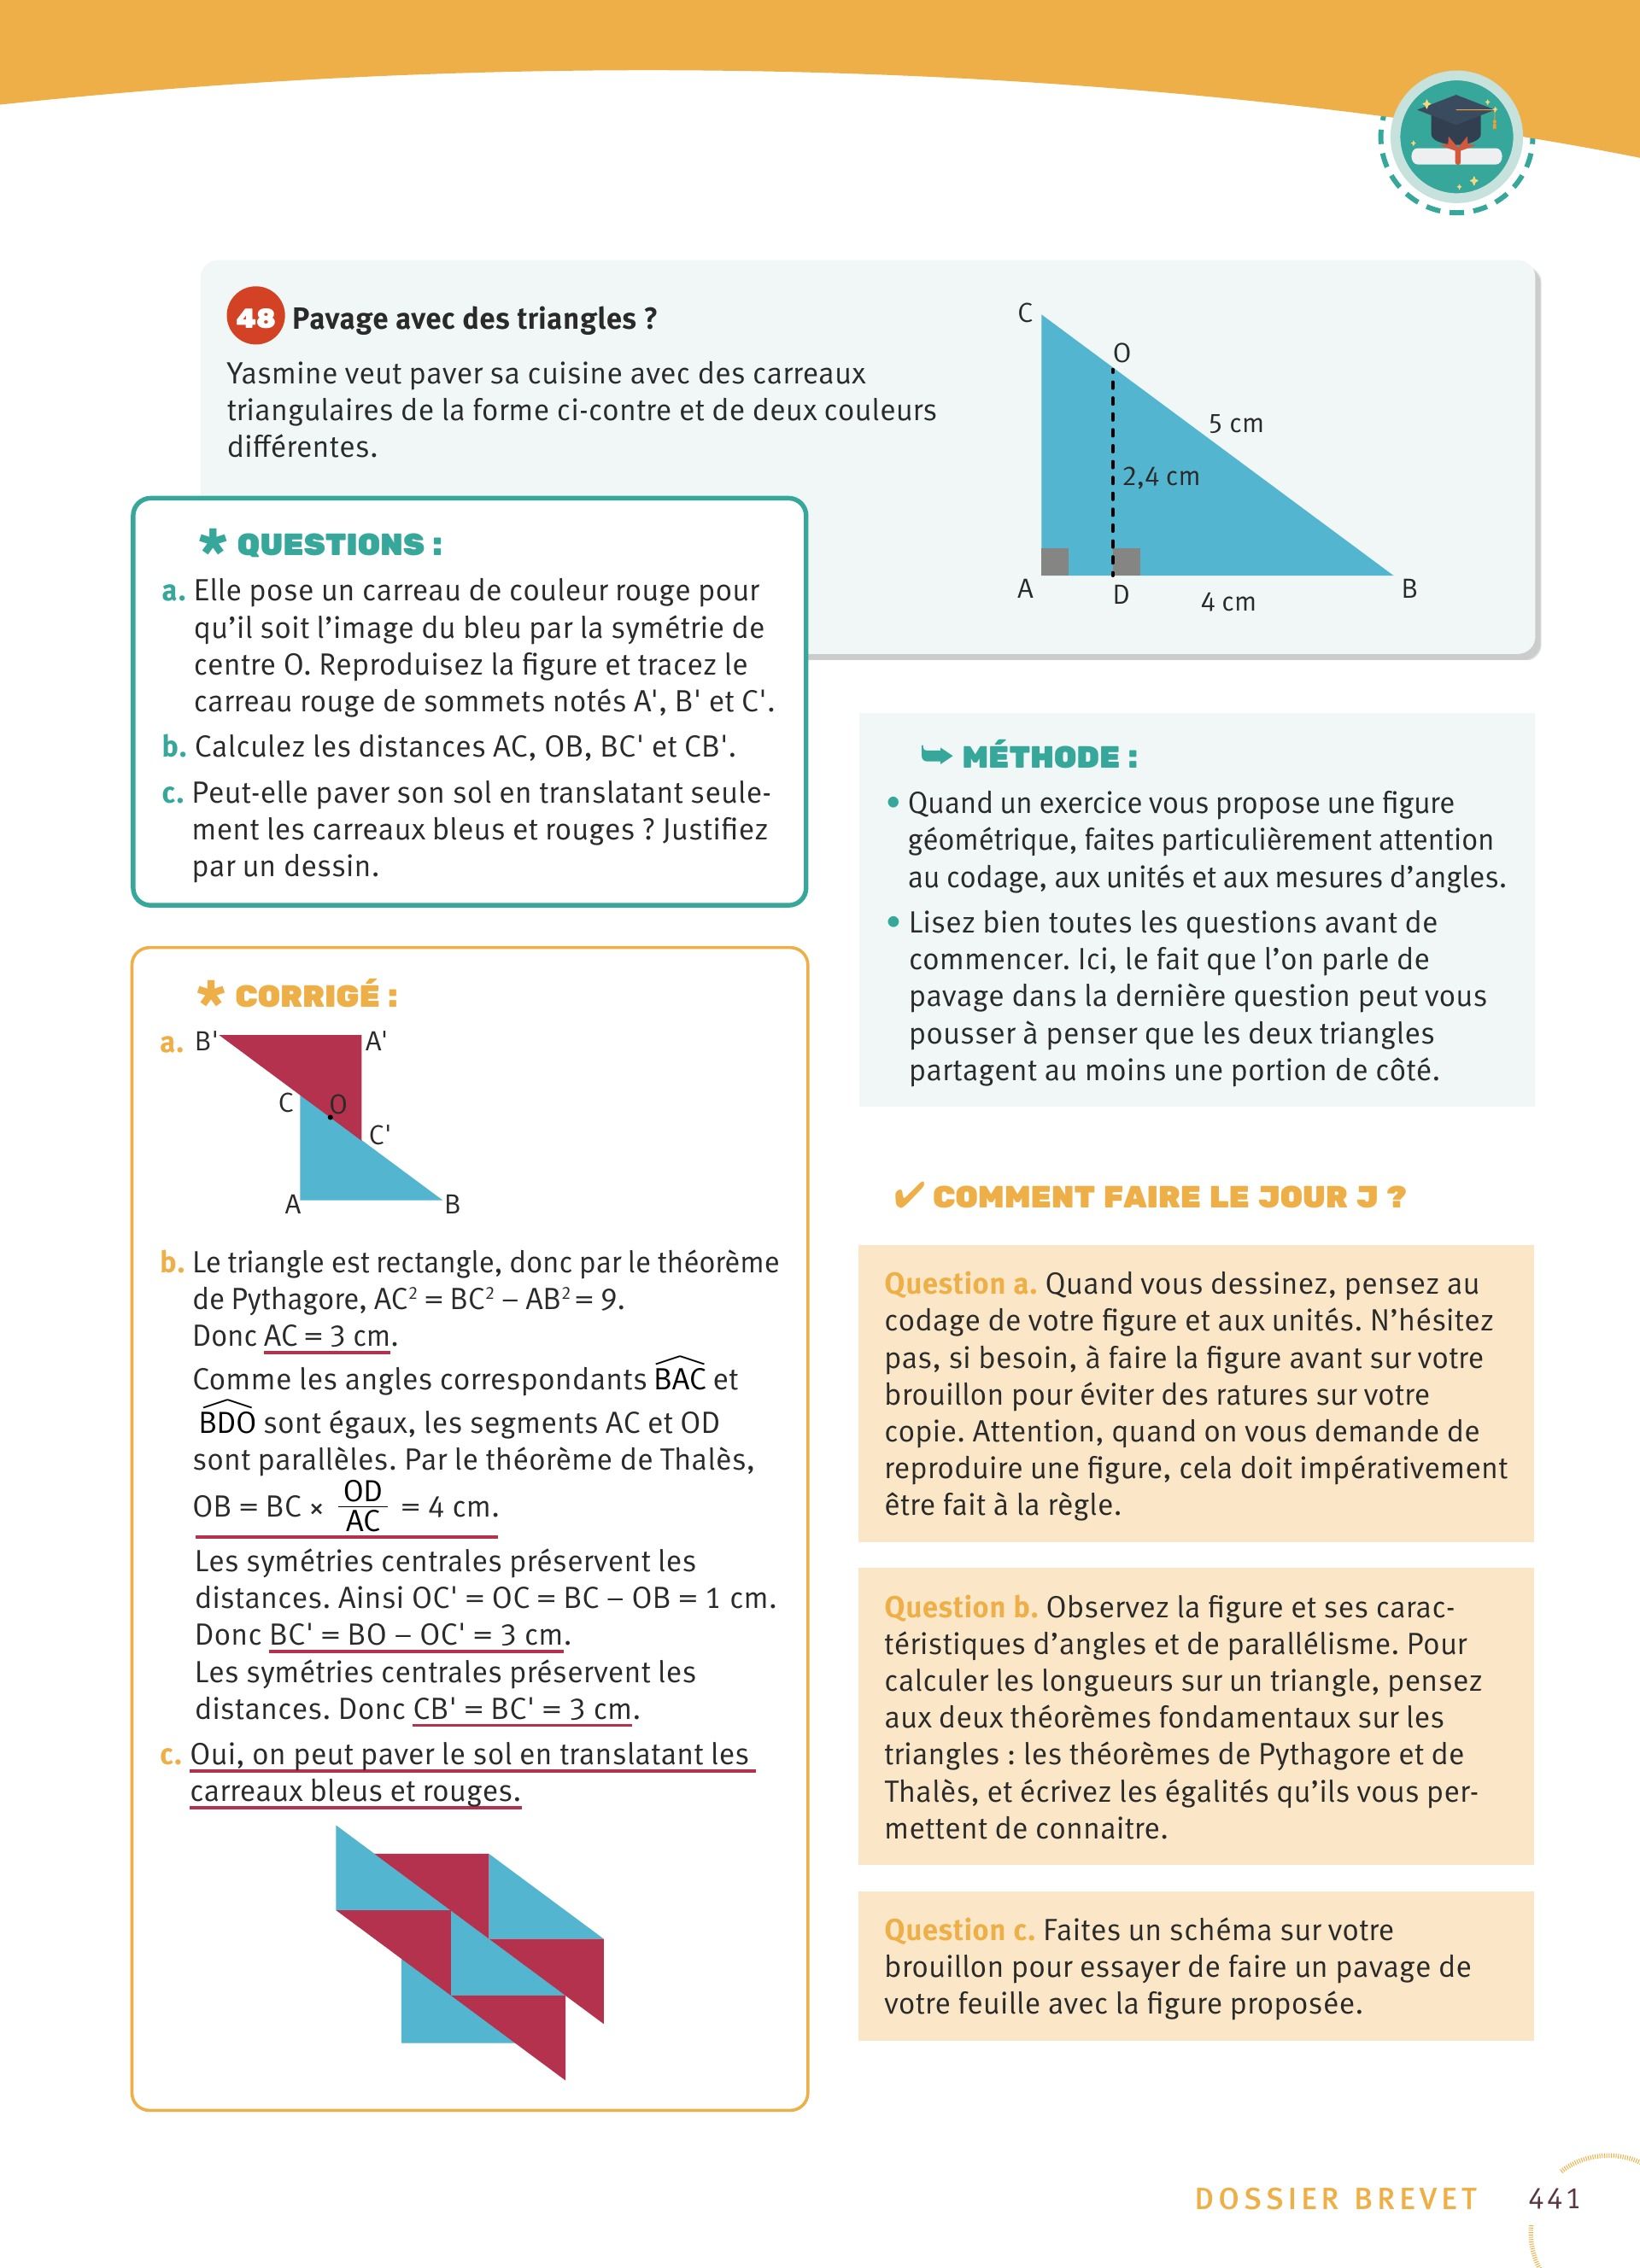 48 Pavage avec des triangles ?
Yasmine veut paver sa cuisine avec des carreaux
triangulaires de la forme ci-contre et de deux couleurs
différentes.
C
O
5 cm
2,4 cm
A
D
4 cm
B
* QUESTIONS :
a. Elle pose un carreau de couleur rouge pour
qu’il soit l’image du bleu par la symétrie de
centre O. Reproduisez la figure et tracez le
carreau rouge de sommets notés A', B' et C'.
b. Calculez les distances AC, OB, BC' et CB'.
c. Peut-elle paver son sol en translatant seule-
ment les carreaux bleus et rouges ? Justifiez
par un dessin.
* CORRIGÉ :
a. B'
A'
C
O
C'
A
B
b. Le triangle est rectangle, donc par le théorème
de Pythagore, AC² = BC² – AB² = 9.
Donc AC = 3 cm.
Comme les angles correspondants BAC et
BDO sont égaux, les segments AC et OD
sont parallèles. Par le théorème de Thalès,
OB = BC × OD/AC = 4 cm.
Les symétries centrales préservent les
distances. Ainsi OC' = OC = BC – OB = 1 cm.
Donc BC' = BO – OC' = 3 cm.
Les symétries centrales préservent les
distances. Donc CB' = BC' = 3 cm.
c. Oui, on peut paver le sol en translatant les
carreaux bleus et rouges.
➥ MÉTHODE :
• Quand un exercice vous propose une figure
géométrique, faites particulièrement attention
au codage, aux unités et aux mesures d’angles.
• Lisez bien toutes les questions avant de
commencer. Ici, le fait que l’on parle de
pavage dans la dernière question peut vous
pousser à penser que les deux triangles
partagent au moins une portion de côté.
✔ COMMENT FAIRE LE JOUR J ?
Question a. Quand vous dessinez, pensez au
codage de votre figure et aux unités. N’hésitez
pas, si besoin, à faire la figure avant sur votre
brouillon pour éviter des ratures sur votre
copie. Attention, quand on vous demande de
reproduire une figure, cela doit impérativement
être fait à la règle.
Question b. Observez la figure et ses carac-
téristiques d’angles et de parallélisme. Pour
calculer les longueurs sur un triangle, pensez
aux deux théorèmes fondamentaux sur les
triangles : les théorèmes de Pythagore et de
Thalès, et écrivez les égalités qu’ils vous per-
mettent de connaitre.
Question c. Faites un schéma sur votre
brouillon pour essayer de faire un pavage de
votre feuille avec la figure proposée.
DOSSIER BREVET 441